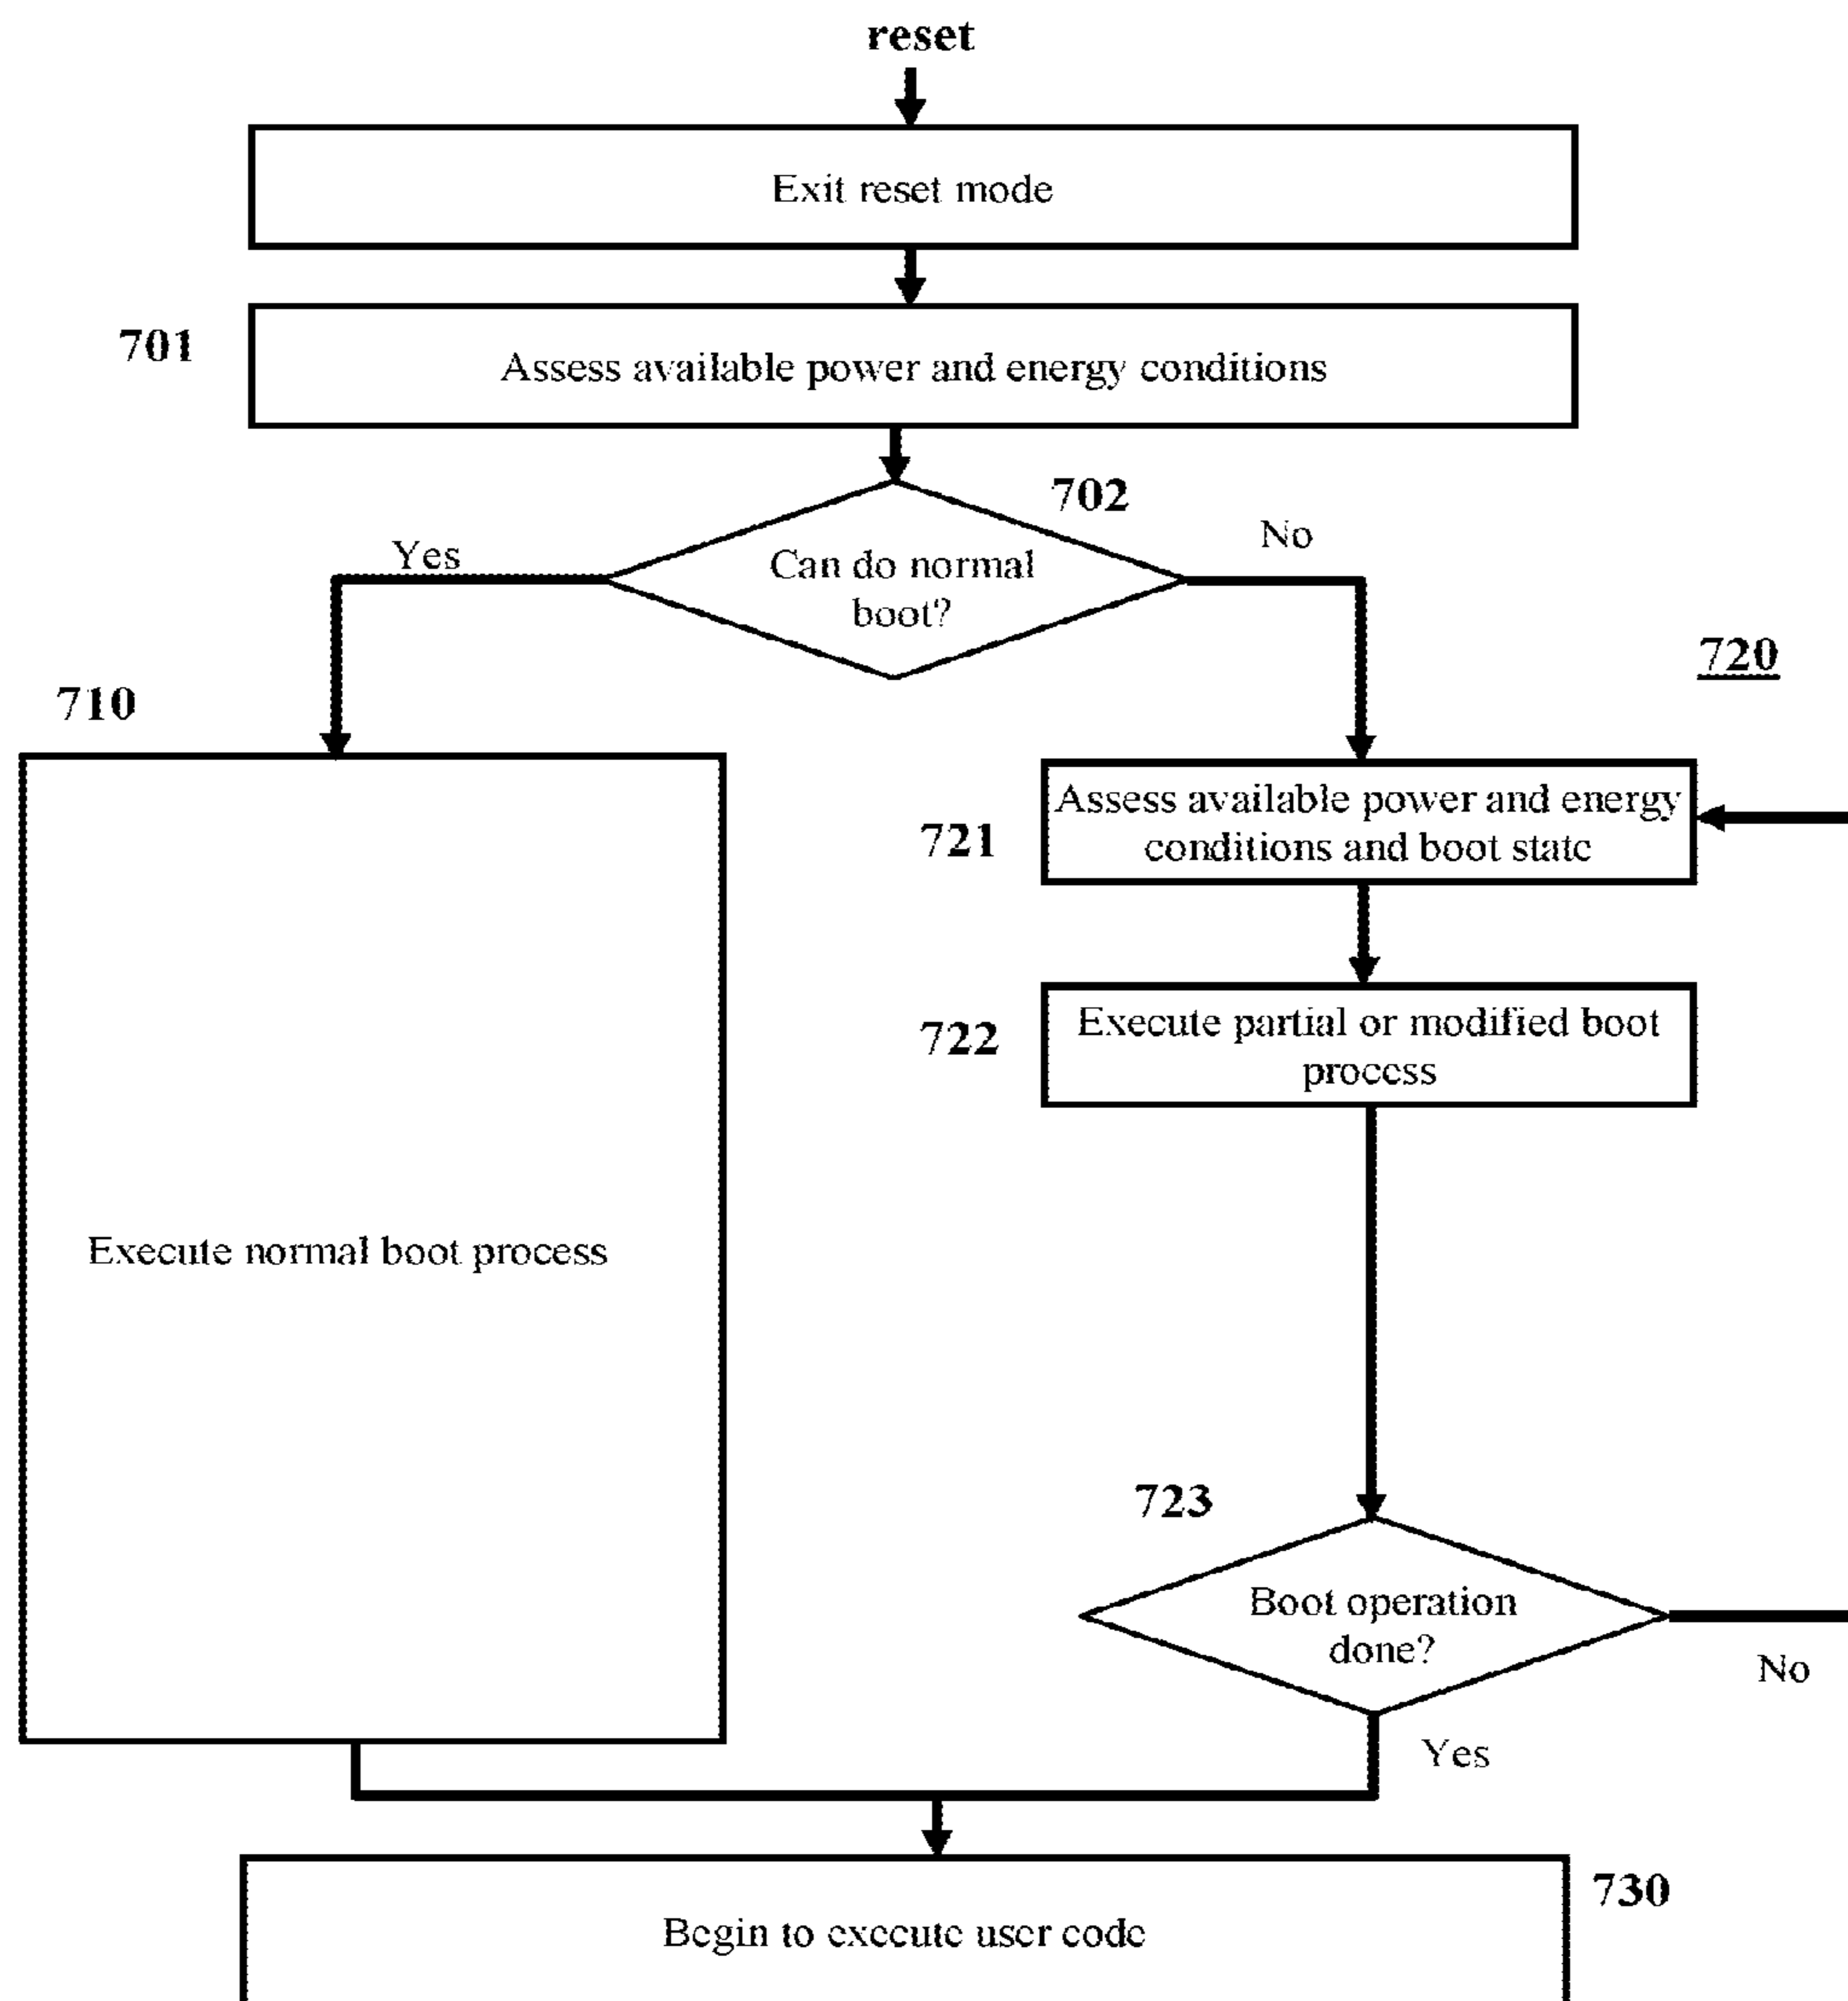 reset
Exit reset mode
701
Assess available power and energy conditions
702
Can do normal
boot?
Yes
No
720
710
721
Assess available power and energy
conditions and boot state
722
Execute partial or modified boot
process
Execute normal boot process
723
Boot operation
done?
No
Yes
730
Begin to execute user code